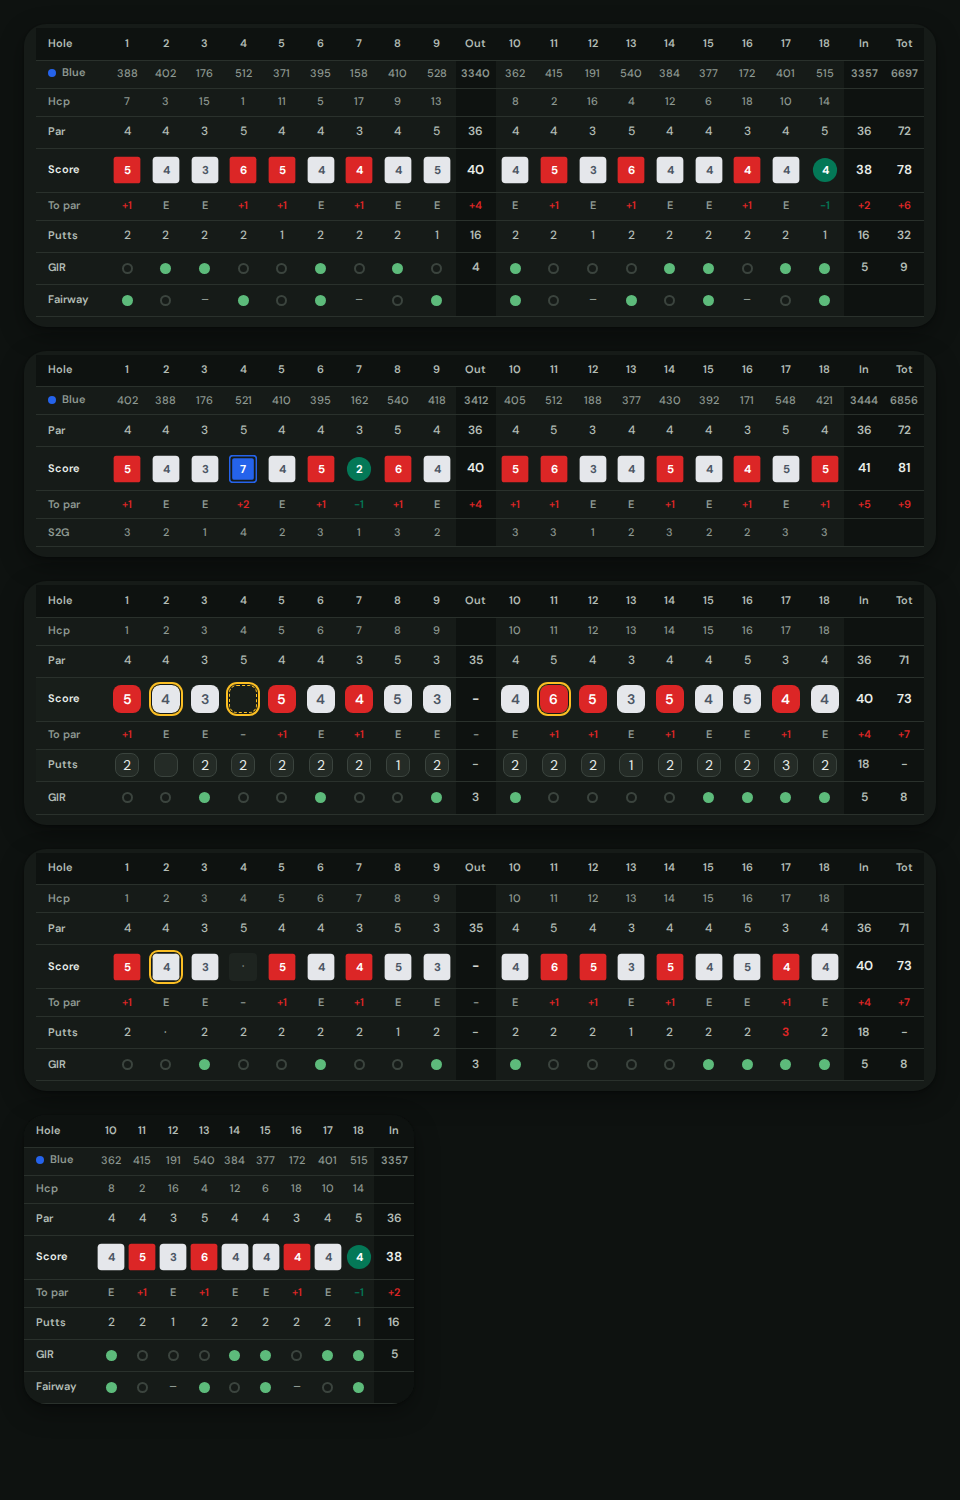 Hole 1 2 3 4 5 6 7 8 9 Out 10 11 12 13 14 15 16 17 18 In Tot
Blue 388 402 176 512 371 395 158 410 528 3340 362 415 191 540 384 377 172 401 515 3357 6697
Hcp 7 3 15 1 11 5 17 9 13 8 2 16 4 12 6 18 10 14
Par 4 4 3 5 4 4 3 4 5 36 4 4 3 5 4 4 3 4 5 36 72
Score 5 4 3 6 5 4 4 4 5 40 4 5 3 6 4 4 4 4 4 38 78
To par +1 E E +1 +1 E +1 E E +4 E +1 E +1 E E +1 E -1 +2 +6
Putts 2 2 2 2 1 2 2 2 1 16 2 2 1 2 2 2 2 2 1 16 32
GIR 4 5 9
Fairway – – – –
Hole 1 2 3 4 5 6 7 8 9 Out 10 11 12 13 14 15 16 17 18 In Tot
Blue 402 388 176 521 410 395 162 540 418 3412 405 512 188 377 430 392 171 548 421 3444 6856
Par 4 4 3 5 4 4 3 5 4 36 4 5 3 4 4 4 3 5 4 36 72
Score 5 4 3 7 4 5 2 6 4 40 5 6 3 4 5 4 4 5 5 41 81
To par +1 E E +2 E +1 -1 +1 E +4 +1 +1 E E +1 E +1 E +1 +5 +9
S2G 3 2 1 4 2 3 1 3 2 3 3 1 2 3 2 2 3 3
Hole 1 2 3 4 5 6 7 8 9 Out 10 11 12 13 14 15 16 17 18 In Tot
Hcp 1 2 3 4 5 6 7 8 9 10 11 12 13 14 15 16 17 18
Par 4 4 3 5 4 4 3 5 3 35 4 5 4 3 4 4 5 3 4 36 71
Score 5 4 3 5 4 4 5 3 – 4 6 5 3 5 4 5 4 4 40 73
To par +1 E E – +1 E +1 E E – E +1 +1 E +1 E E +1 E +4 +7
Putts 2 2 2 2 2 2 1 2 – 2 2 2 1 2 2 2 3 2 18 –
GIR 3 5 8
Hole 1 2 3 4 5 6 7 8 9 Out 10 11 12 13 14 15 16 17 18 In Tot
Hcp 1 2 3 4 5 6 7 8 9 10 11 12 13 14 15 16 17 18
Par 4 4 3 5 4 4 3 5 3 35 4 5 4 3 4 4 5 3 4 36 71
Score 5 4 3 · 5 4 4 5 3 – 4 6 5 3 5 4 5 4 4 40 73
To par +1 E E – +1 E +1 E E – E +1 +1 E +1 E E +1 E +4 +7
Putts 2 · 2 2 2 2 2 1 2 – 2 2 2 1 2 2 2 3 2 18 –
GIR 3 5 8
Hole 10 11 12 13 14 15 16 17 18 In
Blue 362 415 191 540 384 377 172 401 515 3357
Hcp 8 2 16 4 12 6 18 10 14
Par 4 4 3 5 4 4 3 4 5 36
Score 4 5 3 6 4 4 4 4 4 38
To par E +1 E +1 E E +1 E -1 +2
Putts 2 2 1 2 2 2 2 2 1 16
GIR 5
Fairway – –